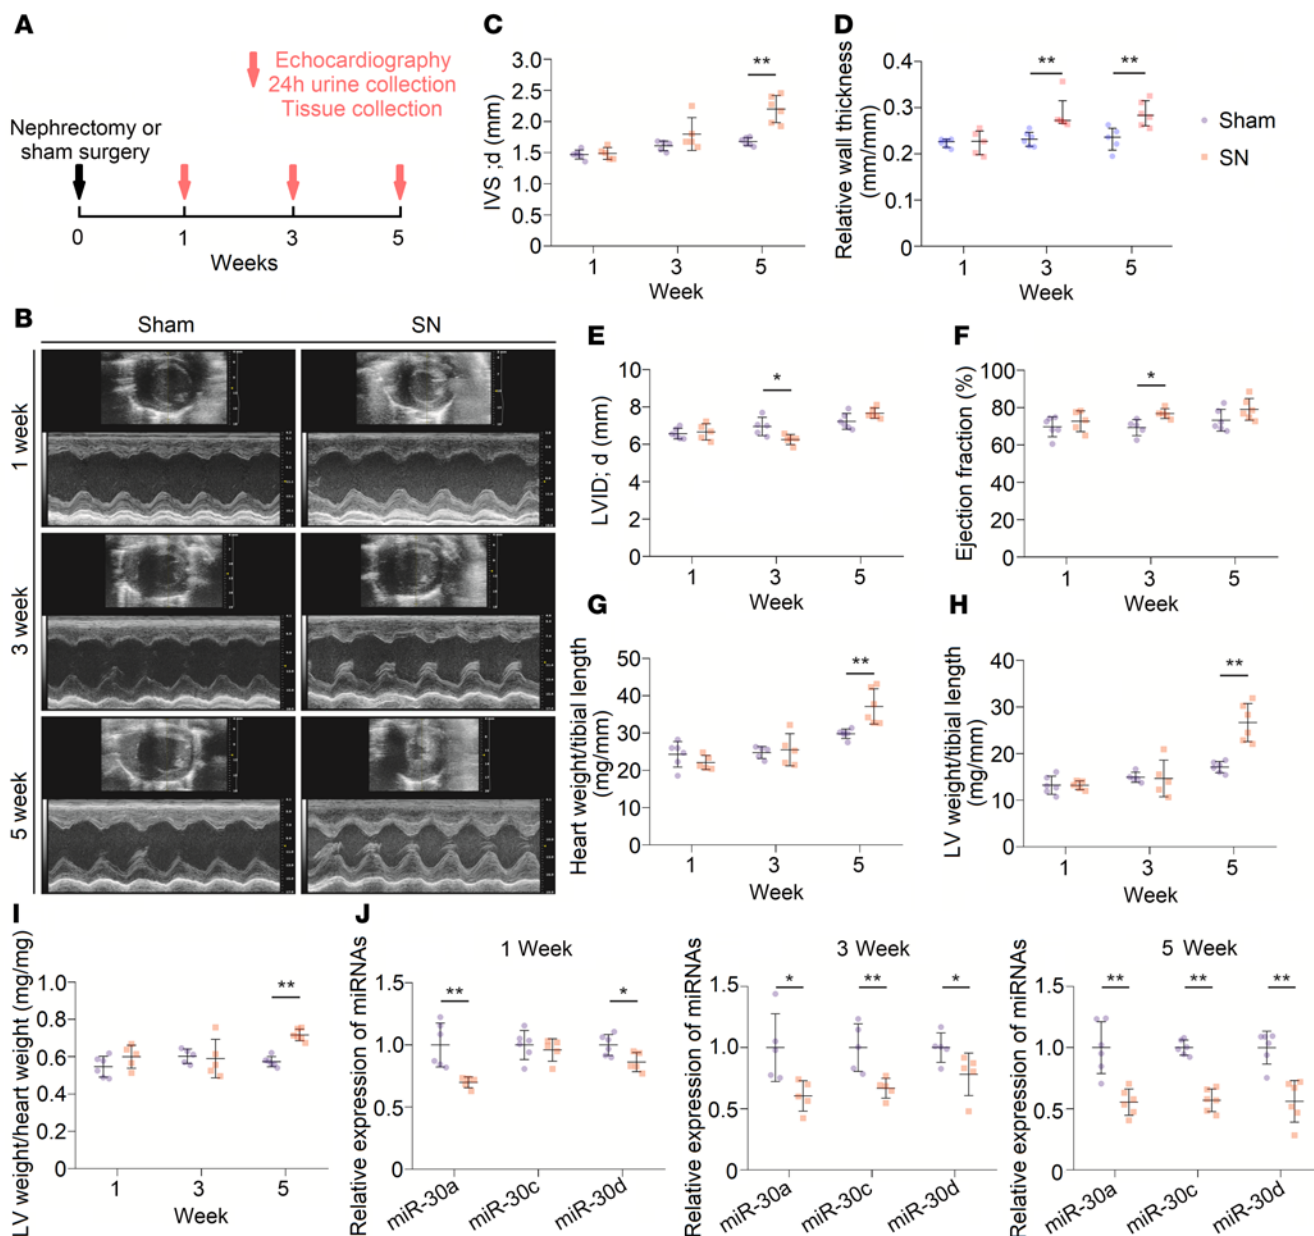 A
Echocardiography
24h urine collection
Tissue collection
Nephrectomy or
sham surgery
0 1 3 5
Weeks
B
Sham SN
1 week
3 week
5 week
C
IVS ;d (mm)
3.0
2.5
2.0
1.5
1.0
0.5
0
**
1 3 5
Week
D
Relative wall thickness
(mm/mm)
0.4
0.3
0.2
0.1
0
** **
1 3 5
Week
Sham
SN
E
LVID; d (mm)
10
8
6
4
2
0
*
1 3 5
Week
F
Ejection fraction (%)
100
80
60
40
20
0
*
1 3 5
Week
G
Heart weight/tibial length
(mg/mm)
50
40
30
20
10
0
**
1 3 5
Week
H
LV weight/tibial length
(mg/mm)
40
30
20
10
0
**
1 3 5
Week
I
LV weight/heart weight (mg/mg)
1.0
0.8
0.6
0.4
0.2
0
**
1 3 5
Week
J
1 Week
Relative expression of miRNAs
1.5
1.0
0.5
0
** *
miR-30a miR-30c miR-30d
3 Week
Relative expression of miRNAs
1.5
1.0
0.5
0
* ** *
miR-30a miR-30c miR-30d
5 Week
Relative expression of miRNAs
1.5
1.0
0.5
0
** ** **
miR-30a miR-30c miR-30d